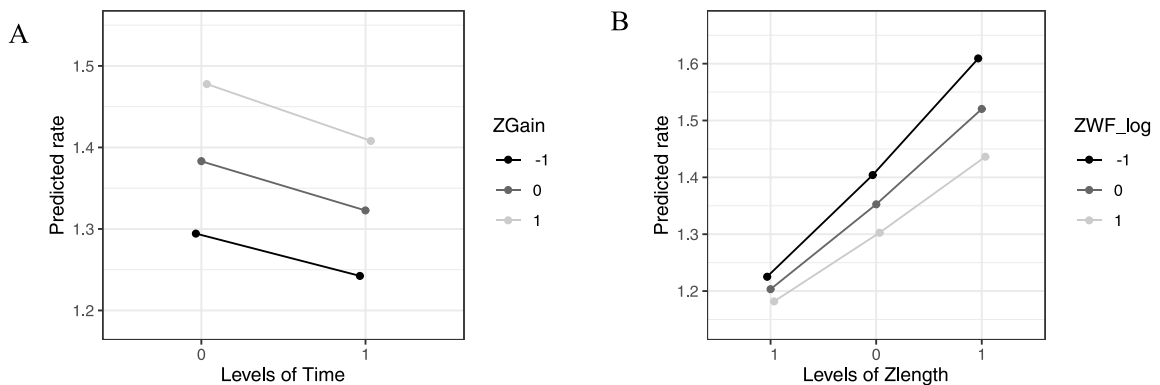 A
Predicted rate
1.5
1.4
1.3
1.2
0 1
Levels of Time
ZGain
-1
0
1
B
Predicted rate
1.6
1.5
1.4
1.3
1.2
1 0 1
Levels of Zlength
ZWF_log
-1
0
1